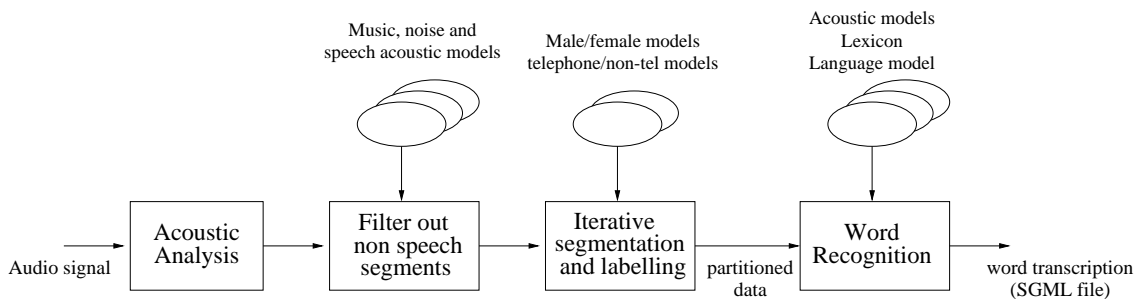 Music, noise and
speech acoustic models
Male/female models
telephone/non-tel models
Acoustic models
Lexicon
Language model
Audio signal
Acoustic
Analysis
Filter out
non speech
segments
Iterative
segmentation
and labelling
partitioned
data
Word
Recognition
word transcription
(SGML file)